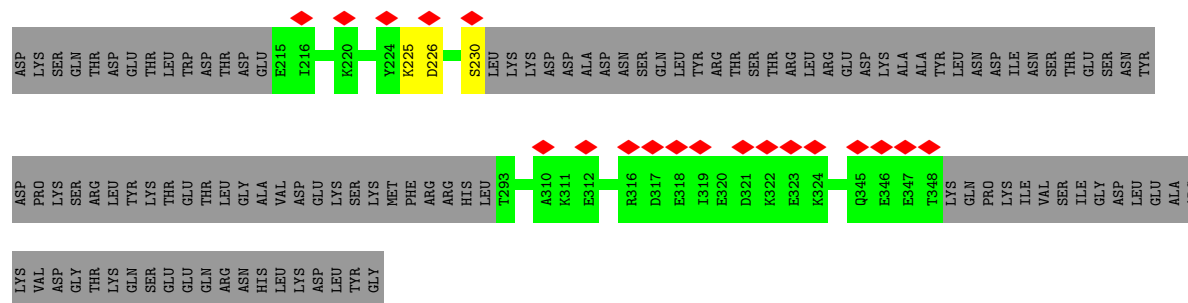 ASP LYS SER GLN THR ASP GLU THR LEU TRP ASP THR ASP GLU E215 I216 K220 Y224 K225 D226 S230 LEU LYS LYS ASP ASP ALA ASP ASN SER GLN LEU TYR ARG THR SER THR ARG LEU ARG GLU ASP LYS ALA ALA TYR LEU ASN ASP ILE ASN SER THR GLU SER ASN TYR
ASP PRO LYS SER ARG LEU TYR LYS THR GLU THR LEU GLY ALA VAL ASP GLU LYS SER LYS MET PHE ARG ARG HIS LEU T293 A310 K311 E312 R316 D317 E318 I319 E320 D321 K322 E323 K324 Q345 E346 E347 T348 LYS GLN PRO LYS ILE VAL SER ILE GLY ASP LEU GLU ALA
LYS VAL ASP GLY THR LYS GLN SER GLU GLU GLN ARG ASN HIS LEU LYS ASP LEU TYR GLY